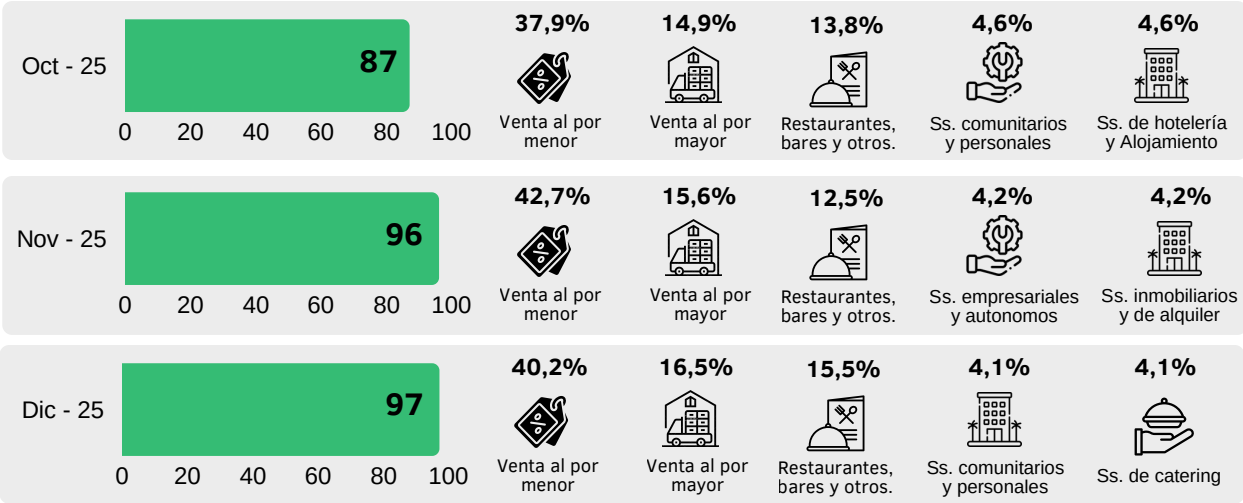 37,9% 14,9% 13,8% 4,6% 4,6%
Oct - 25
87
0 20 40 60 80 100
Venta al por
menor
Venta al por
mayor
Restaurantes,
bares y otros.
Ss. comunitarios
y personales
Ss. de hotelería
y Alojamiento
42,7% 15,6% 12,5% 4,2% 4,2%
Nov - 25
96
0 20 40 60 80 100
Venta al por
menor
Venta al por
mayor
Restaurantes,
bares y otros.
Ss. empresariales
y autonomos
Ss. inmobiliarios
y de alquiler
40,2% 16,5% 15,5% 4,1% 4,1%
Dic - 25
97
0 20 40 60 80 100
Venta al por
menor
Venta al por
mayor
Restaurantes,
bares y otros.
Ss. comunitarios
y personales
Ss. de catering